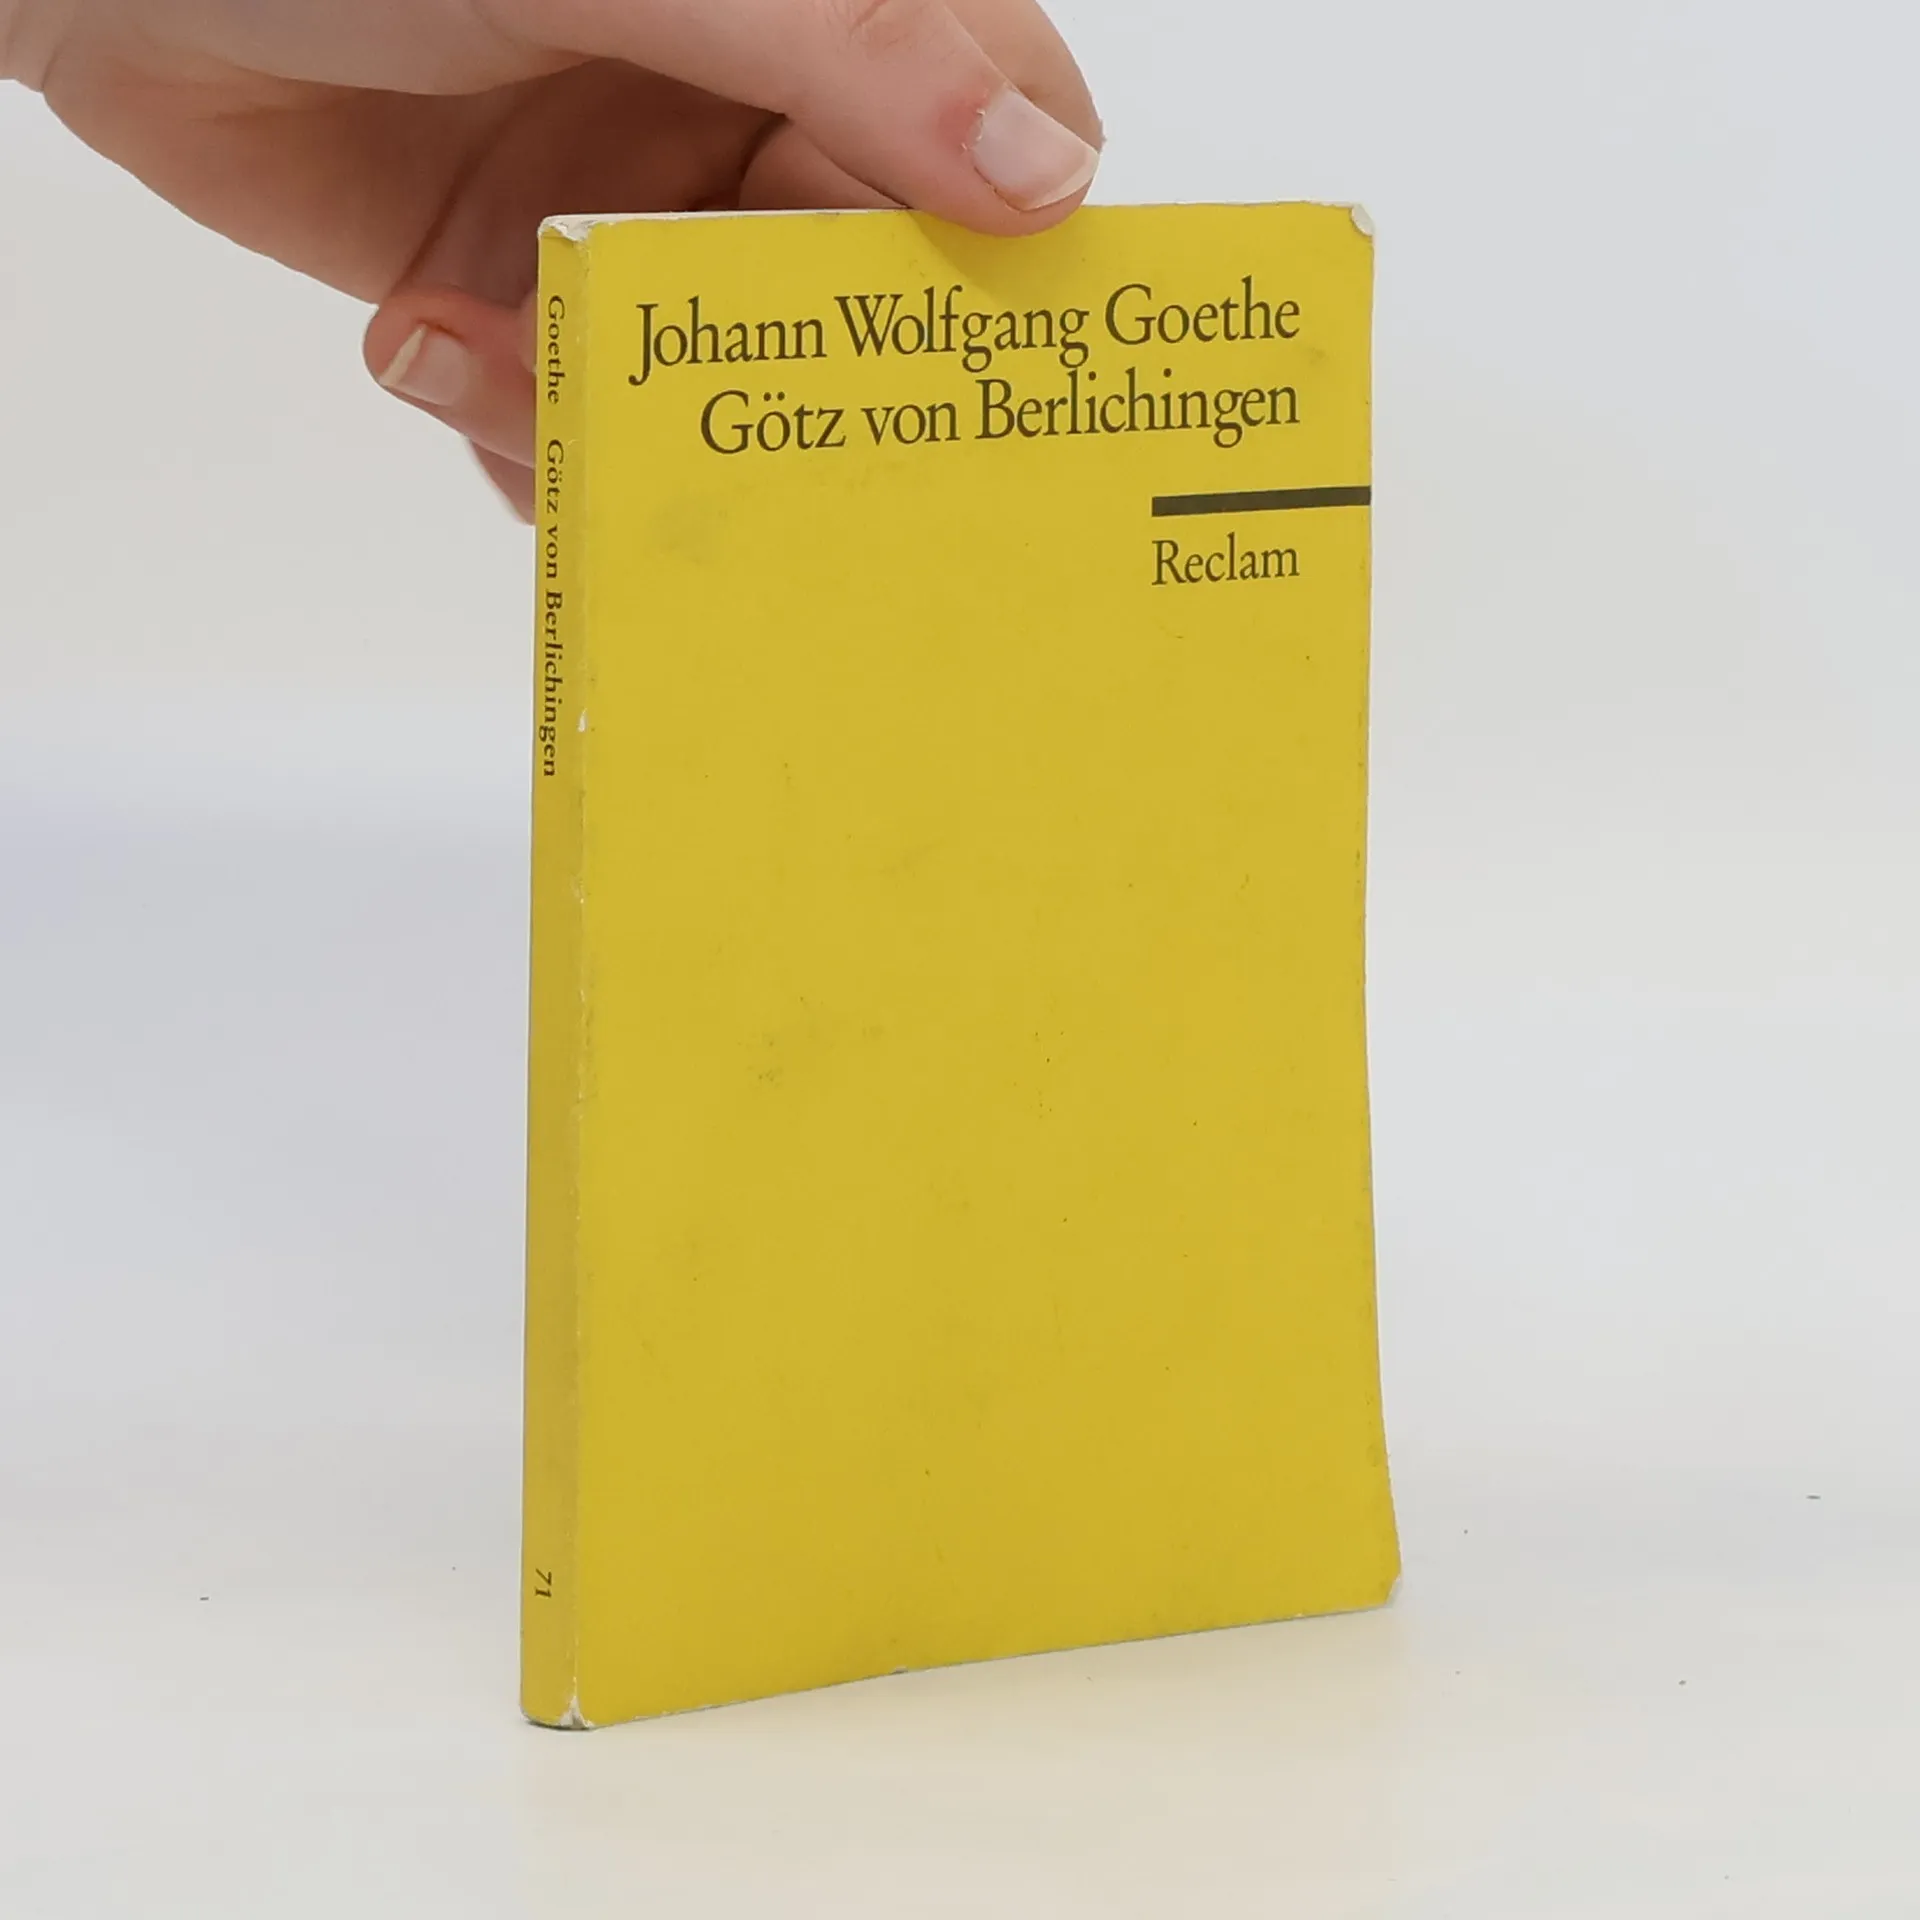 Johann Wolfgang Goethe
Götz von Berlichingen
Reclam
Goethe Götz von Berlichingen
71